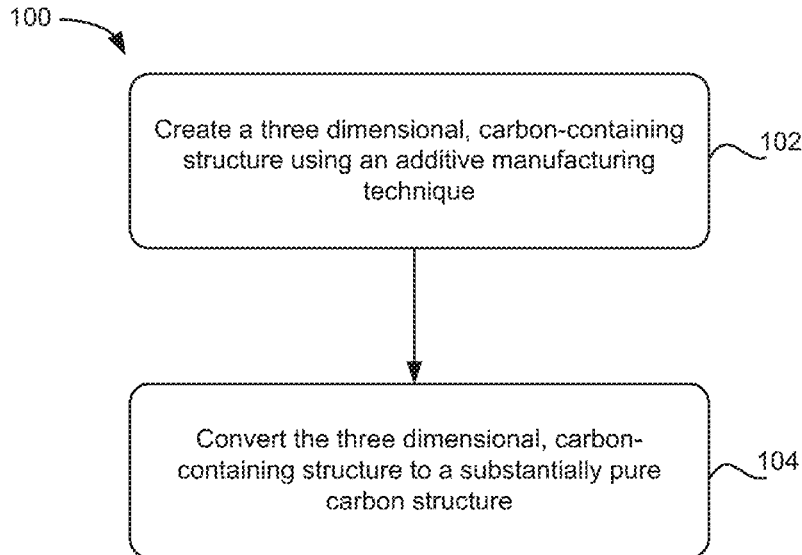 100
Create a three dimensional, carbon-containing
structure using an additive manufacturing
technique
102
Convert the three dimensional, carbon-
containing structure to a substantially pure
carbon structure
104